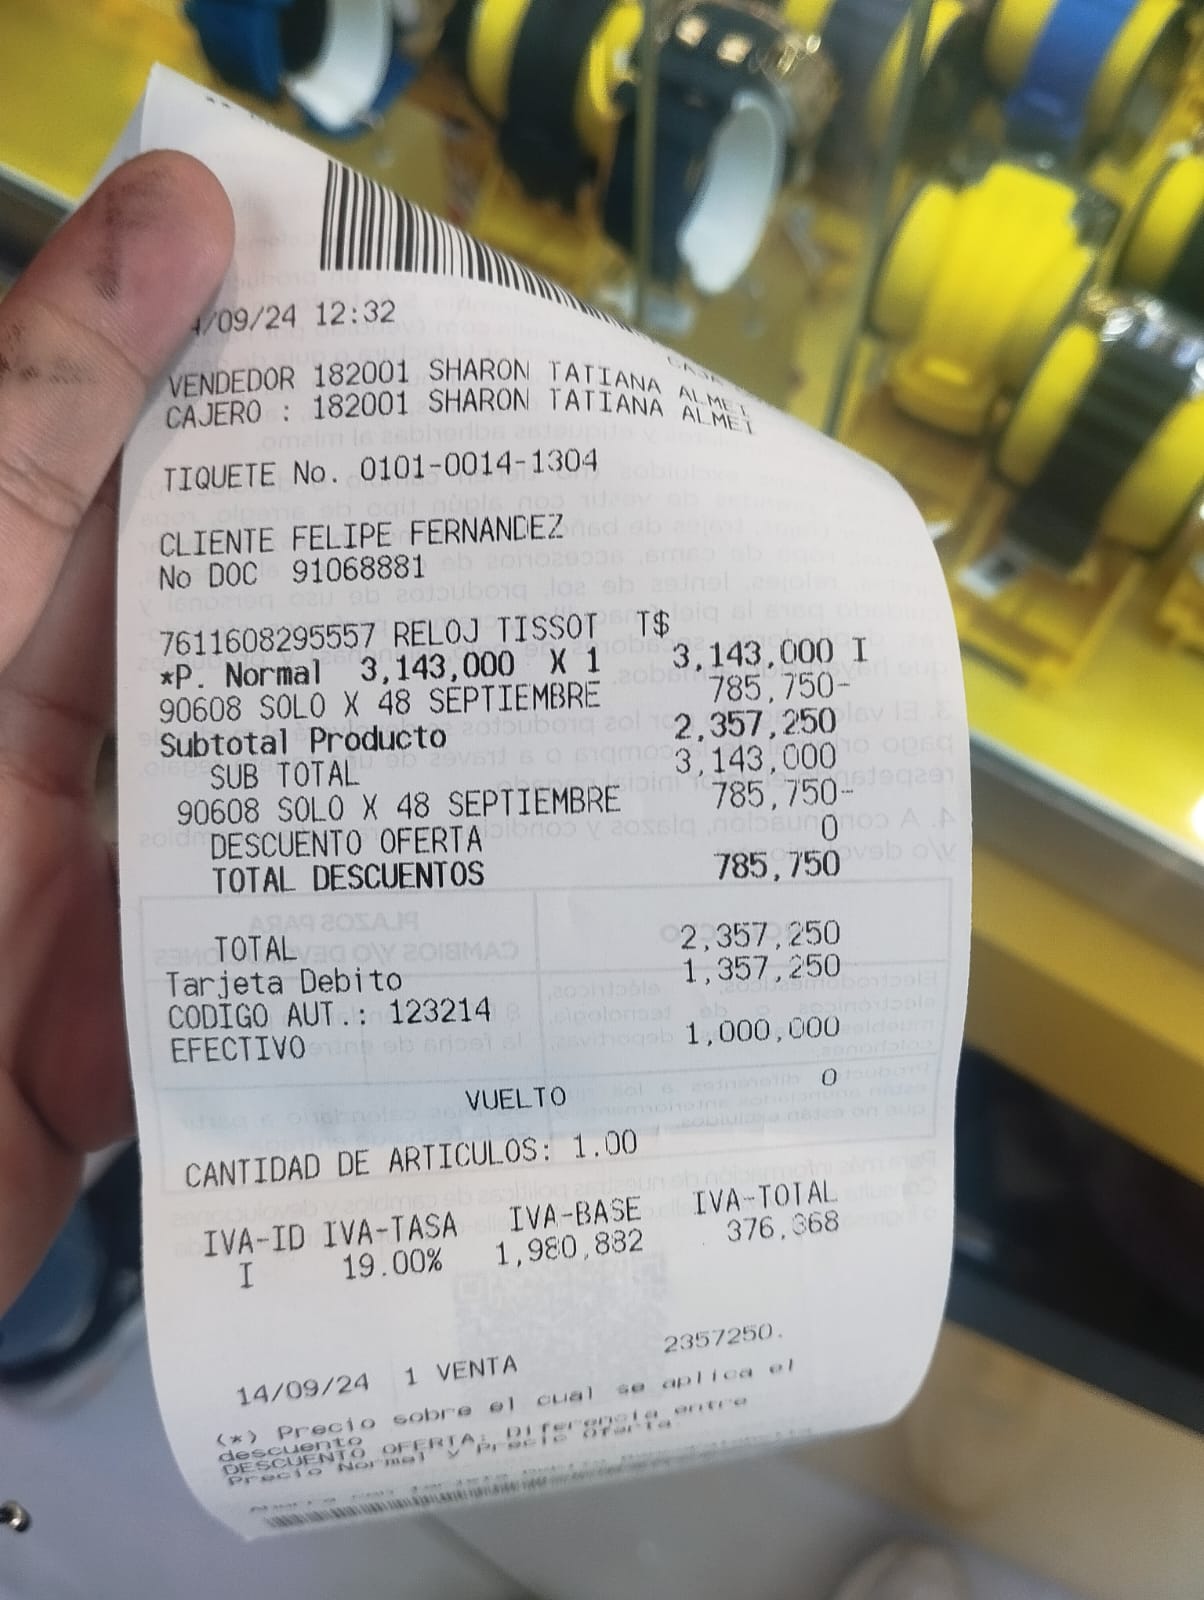 /09/24 12:32
VENDEDOR 182001 SHARON TATIANA ALMEI
CAJERO : 182001 SHARON TATIANA ALMEI
TIQUETE No. 0101-0014-1304
CLIENTE FELIPE FERNANDEZ
No DOC 91068881
7611608295557 RELOJ TISSOT T$
*P. Normal 3,143,000 X 1 3,143,000 I
90608 SOLO X 48 SEPTIEMBRE 785,750-
Subtotal Producto 2,357,250
SUB TOTAL 3,143,000
90608 SOLO X 48 SEPTIEMBRE 785,750-
DESCUENTO OFERTA 0
TOTAL DESCUENTOS 785,750
TOTAL 2,357,250
Tarjeta Debito 1,357,250
CODIGO AUT.: 123214
EFECTIVO 1,000,000
VUELTO 0
CANTIDAD DE ARTICULOS: 1.00
IVA-ID IVA-TASA IVA-BASE IVA-TOTAL
I 19.00% 1,980,882 376,368
2357250.
14/09/24 1 VENTA
(*) Precio sobre el cual se aplica el
descuento
DESCUENTO OFERTA: Diferencia entre
Precio Normal y Precio Oferta